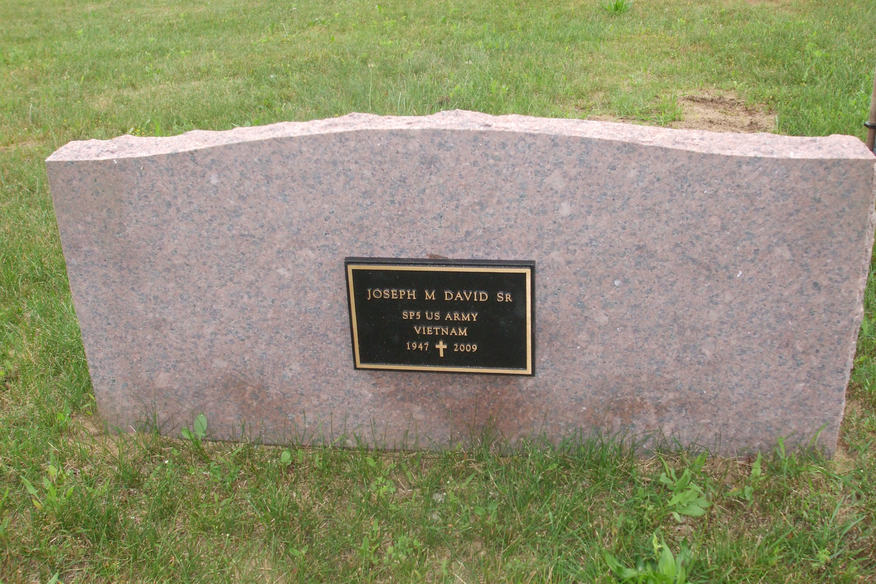 JOSEPH M DAVID SR
SP5 US ARMY
VIETNAM
1947 ✝ 2009